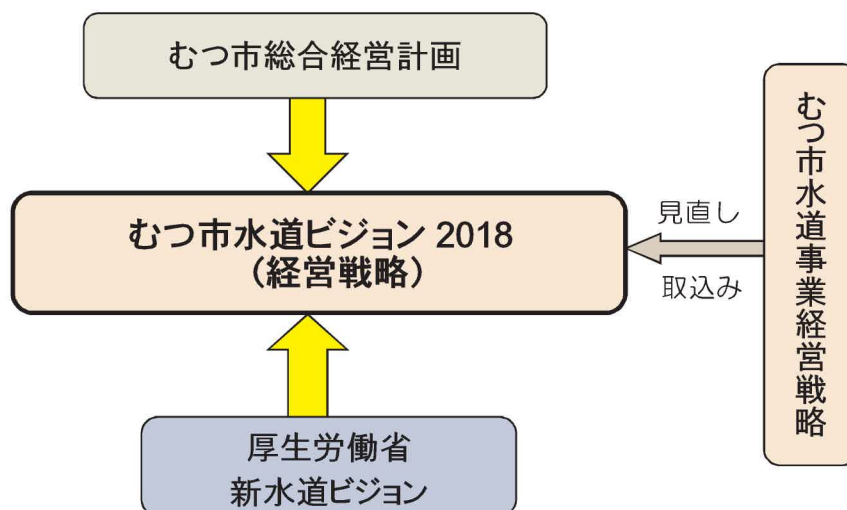 むつ市総合経営計画
むつ市水道ビジョン 2018
（経営戦略）
見直し
取込み
むつ市水道事業経営戦略
厚生労働省
新水道ビジョン